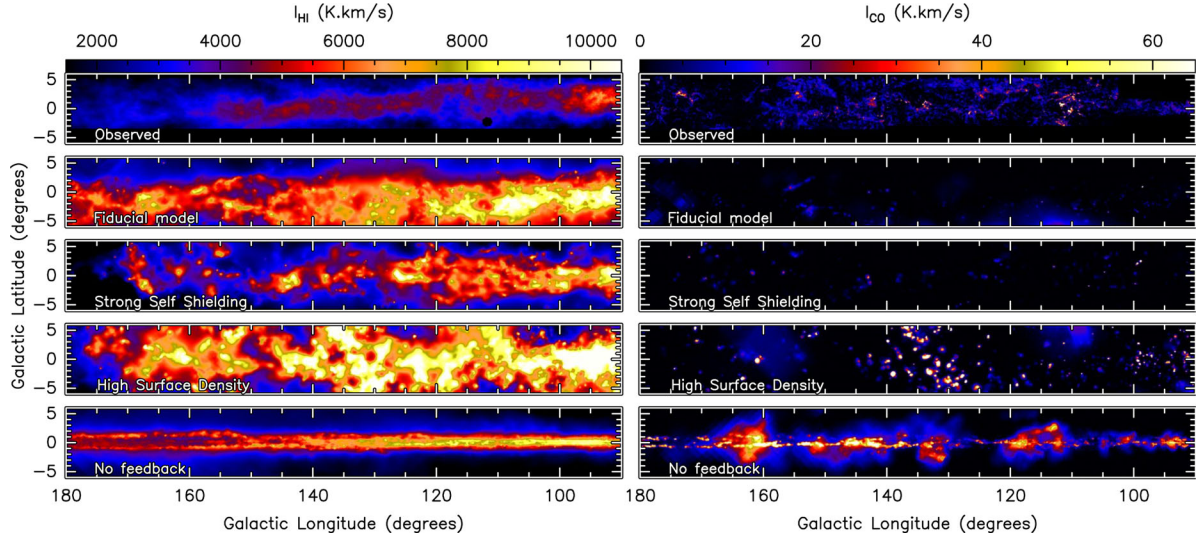 I_HI (K.km/s)
I_CO (K.km/s)
2000 4000 6000 8000 10000
0 20 40 60
5
0
−5
Observed
Observed
5
0
−5
Fiducial model
Fiducial model
5
0
−5
Strong Self Shielding
Strong Self Shielding
5
0
−5
High Surface Density
High Surface Density
5
0
−5
No feedback
No feedback
Galactic Latitude (degrees)
180 160 140 120 100
180 160 140 120 100
Galactic Longitude (degrees)
Galactic Longitude (degrees)